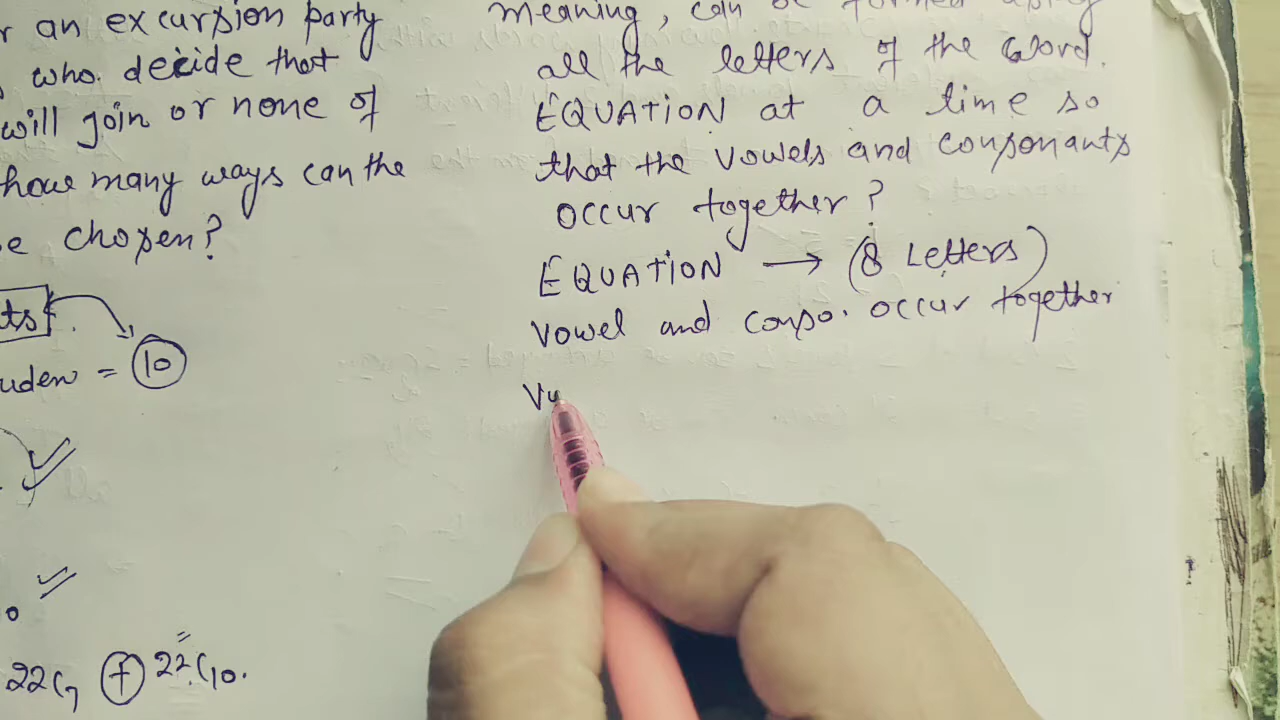 r an excursion party
who decide that
will join or none of
how many ways can the
e chosen?
ts
uden = 10
22C7 + 22C10.
meaning, can be formed using
all the letters of the word.
EQUATION at a time so
that the vowels and consonants
occur together?
EQUATION → (8 Letters)
Vowel and conso. occur together